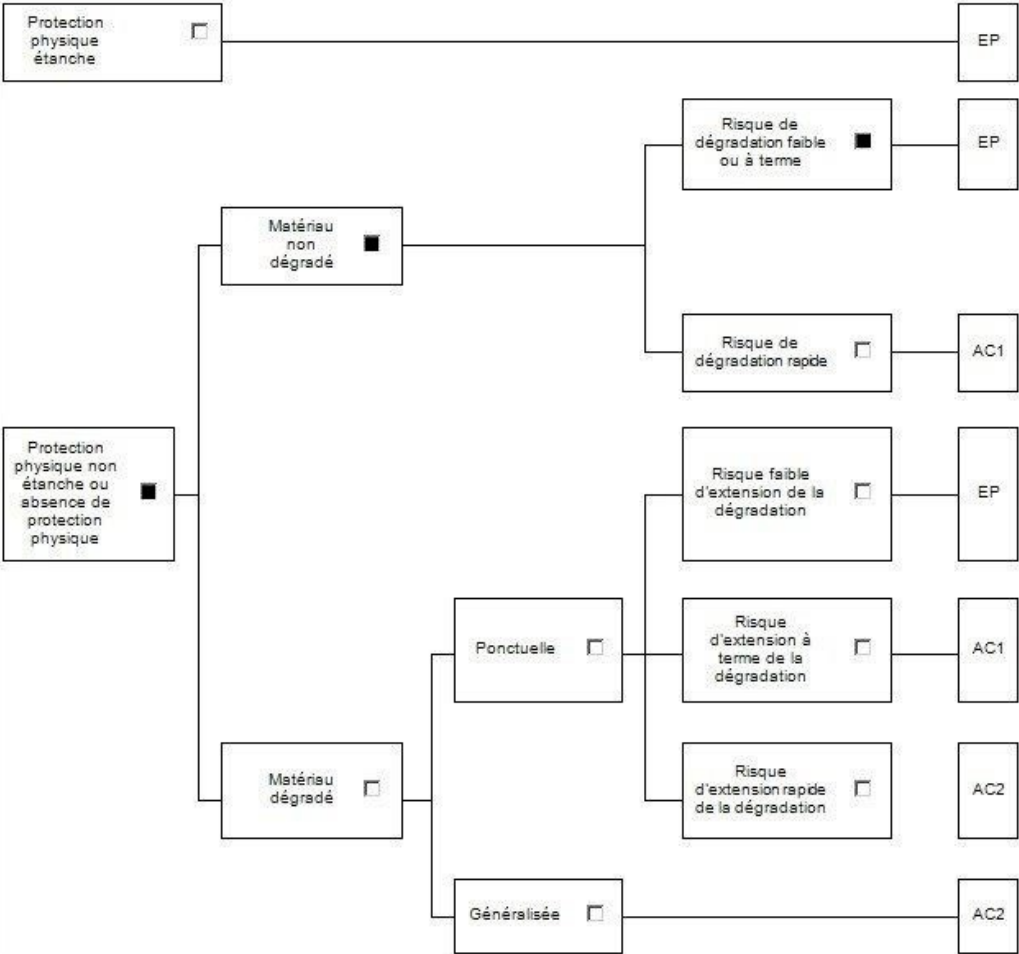 Protection
physique
étanche
EP
Risque de
dégradation faible
ou à terme
EP
Matériau
non
dégradé
Risque de
dégradation rapide
AC1
Protection
physique non
étanche ou
absence de
protection
physique
Risque faible
d'extension de la
dégradation
EP
Ponctuelle
Risque
d'extension à
terme de la
dégradation
AC1
Matériau
dégradé
Risque
d'extension rapide
de la dégradation
AC2
Généralisée
AC2